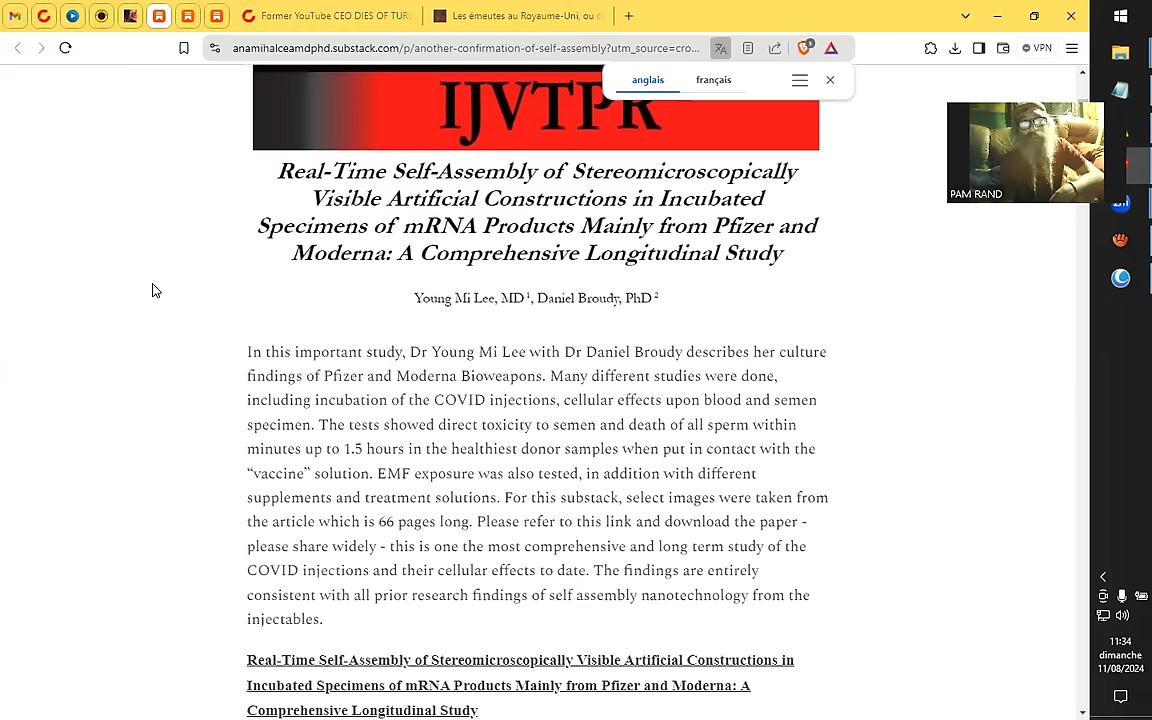 Former YouTube CEO DIES OF TUR
Les émeutes au Royaume-Uni, ou c
anamihalceamdphd.substack.com/p/another-confirmation-of-self-assembly?utm_source=cro...
VPN
anglais
français
IJVTPR
Real-Time Self-Assembly of Stereomicroscopically
Visible Artificial Constructions in Incubated
Specimens of mRNA Products Mainly from Pfizer and
Moderna: A Comprehensive Longitudinal Study
Young Mi Lee, MD 1, Daniel Broudy, PhD 2
In this important study, Dr Young Mi Lee with Dr Daniel Broudy describes her culture
findings of Pfizer and Moderna Bioweapons. Many different studies were done,
including incubation of the COVID injections, cellular effects upon blood and semen
specimen. The tests showed direct toxicity to semen and death of all sperm within
minutes up to 1.5 hours in the healthiest donor samples when put in contact with the
“vaccine” solution. EMF exposure was also tested, in addition with different
supplements and treatment solutions. For this substack, select images were taken from
the article which is 66 pages long. Please refer to this link and download the paper -
please share widely - this is one the most comprehensive and long term study of the
COVID injections and their cellular effects to date. The findings are entirely
consistent with all prior research findings of self assembly nanotechnology from the
injectables.
Real-Time Self-Assembly of Stereomicroscopically Visible Artificial Constructions in
Incubated Specimens of mRNA Products Mainly from Pfizer and Moderna: A
Comprehensive Longitudinal Study
PAM RAND
11:34
dimanche
11/08/2024